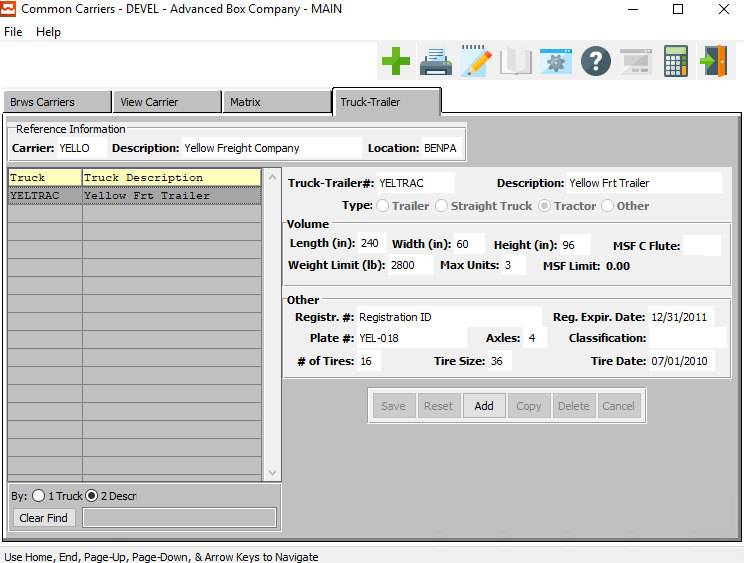 Common Carriers - DEVEL - Advanced Box Company - MAIN
File Help
Brws Carriers View Carrier Matrix Truck-Trailer
Reference Information
Carrier: YELLO Description: Yellow Freight Company Location: BENPA
Truck Truck Description
YELTRAC Yellow Frt Trailer
Truck-Trailer#: YELTRAC Description: Yellow Frt Trailer
Type: Trailer Straight Truck Tractor Other
Volume
Length (in): 240 Width (in): 60 Height (in): 96 MSF C Flute:
Weight Limit (lb): 2800 Max Units: 3 MSF Limit: 0.00
Other
Registr. #: Registration ID Reg. Expir. Date: 12/31/2011
Plate #: YEL-018 Axles: 4 Classification:
# of Tires: 16 Tire Size: 36 Tire Date: 07/01/2010
Save Reset Add Copy Delete Cancel
By: 1 Truck 2 Descri
Clear Find
Use Home, End, Page-Up, Page-Down, & Arrow Keys to Navigate